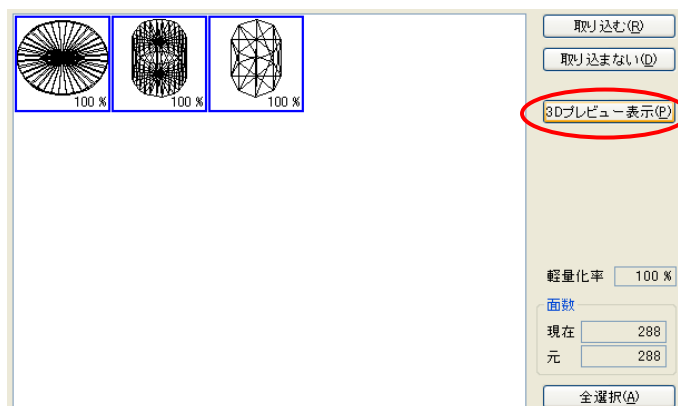 100 %
100 %
100 %
取り込む(R)
取り込まない(D)
3Dプレビュー表示(P)
軽量化率 100 %
面数
現在 288
元 288
全選択(A)